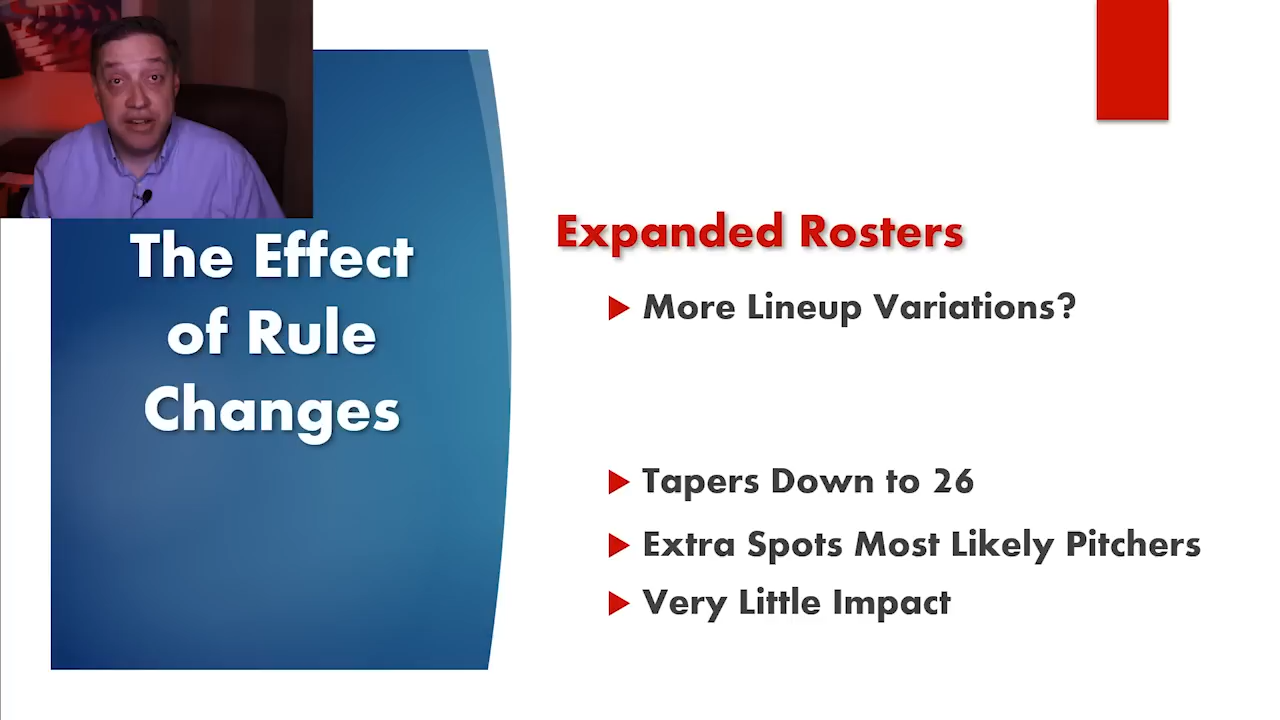 The Effect
of Rule
Changes
Expanded Rosters
More Lineup Variations?
Tapers Down to 26
Extra Spots Most Likely Pitchers
Very Little Impact